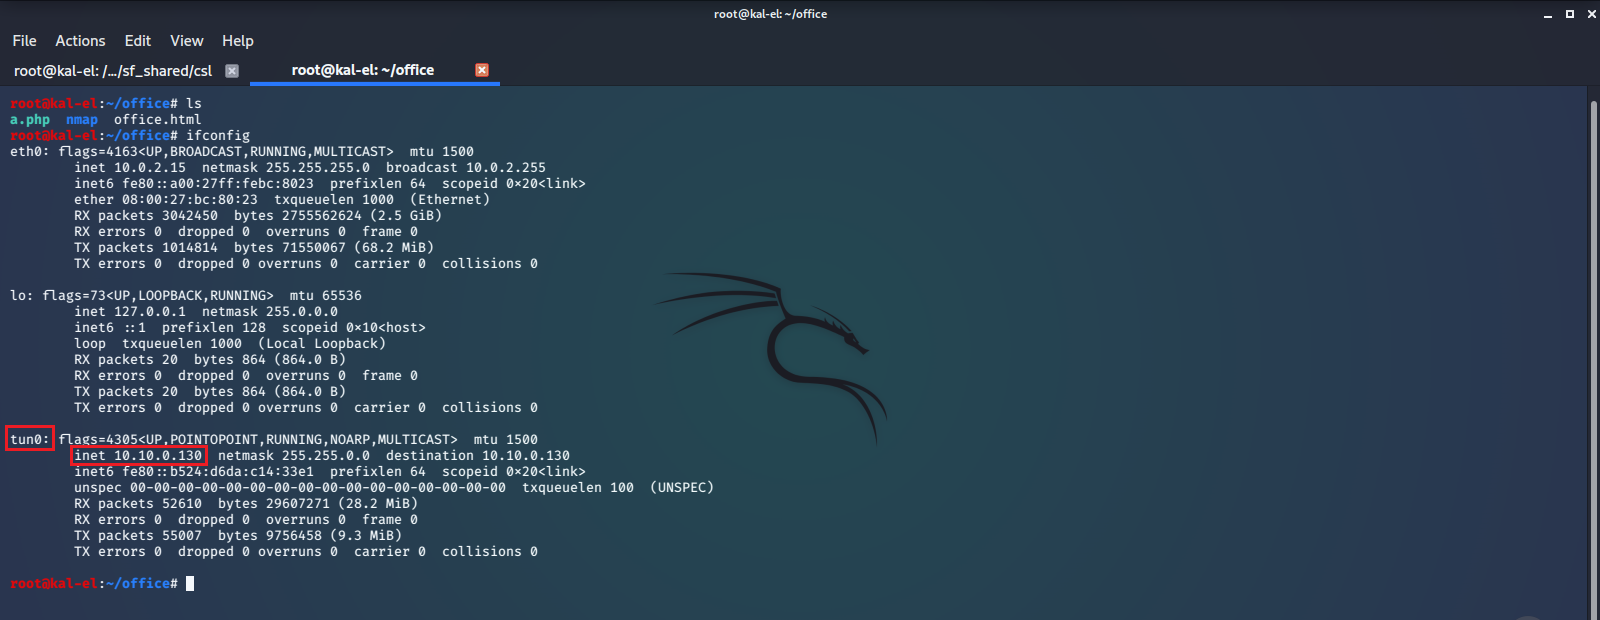 root@kal-el: ~/office
File Actions Edit View Help
root@kal-el: /.../sf_shared/csl root@kal-el: ~/office
root@kal-el:~/office# ls
a.php nmap office.html
root@kal-el:~/office# ifconfig
eth0: flags=4163<UP,BROADCAST,RUNNING,MULTICAST> mtu 1500
inet 10.0.2.15 netmask 255.255.255.0 broadcast 10.0.2.255
inet6 fe80::a00:27ff:febc:8023 prefixlen 64 scopeid 0×20<link>
ether 08:00:27:bc:80:23 txqueuelen 1000 (Ethernet)
RX packets 3042450 bytes 2755562624 (2.5 GiB)
RX errors 0 dropped 0 overruns 0 frame 0
TX packets 1014814 bytes 71550067 (68.2 MiB)
TX errors 0 dropped 0 overruns 0 carrier 0 collisions 0
lo: flags=73<UP,LOOPBACK,RUNNING> mtu 65536
inet 127.0.0.1 netmask 255.0.0.0
inet6 ::1 prefixlen 128 scopeid 0×10<host>
loop txqueuelen 1000 (Local Loopback)
RX packets 20 bytes 864 (864.0 B)
RX errors 0 dropped 0 overruns 0 frame 0
TX packets 20 bytes 864 (864.0 B)
TX errors 0 dropped 0 overruns 0 carrier 0 collisions 0
tun0: flags=4305<UP,POINTOPOINT,RUNNING,NOARP,MULTICAST> mtu 1500
inet 10.10.0.130 netmask 255.255.0.0 destination 10.10.0.130
inet6 fe80::b524:d6da:c14:33e1 prefixlen 64 scopeid 0×20<link>
unspec 00-00-00-00-00-00-00-00-00-00-00-00-00-00-00-00 txqueuelen 100 (UNSPEC)
RX packets 52610 bytes 29607271 (28.2 MiB)
RX errors 0 dropped 0 overruns 0 frame 0
TX packets 55007 bytes 9756458 (9.3 MiB)
TX errors 0 dropped 0 overruns 0 carrier 0 collisions 0
root@kal-el:~/office#